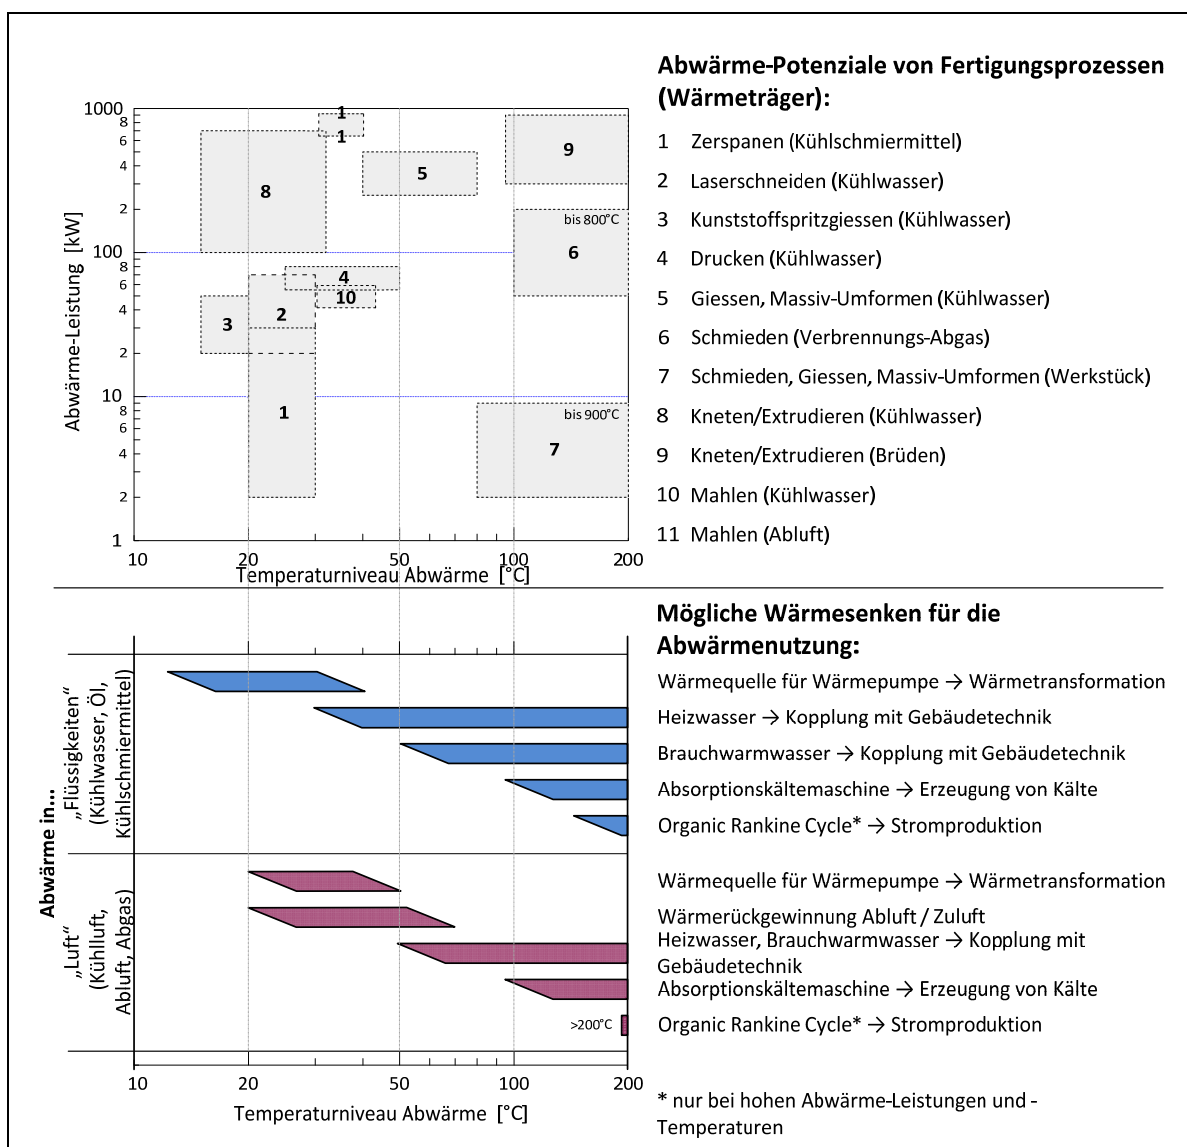 Abwärme-Potenziale von Fertigungsprozessen
(Wärmeträger):
1 Zerspanen (Kühlschmiermittel)
2 Laserschneiden (Kühlwasser)
3 Kunststoffspritzgiessen (Kühlwasser)
4 Drucken (Kühlwasser)
5 Giessen, Massiv-Umformen (Kühlwasser)
6 Schmieden (Verbrennungs-Abgas)
7 Schmieden, Giessen, Massiv-Umformen (Werkstück)
8 Kneten/Extrudieren (Kühlwasser)
9 Kneten/Extrudieren (Brüden)
10 Mahlen (Kühlwasser)
11 Mahlen (Abluft)
Abwärme-Leistung [kW]
1000
8
6
4
2
100
8
6
4
2
10
8
6
4
2
1
1
1
9
5
8
bis 800°C
6
4
10
2
3
1
bis 900°C
7
10 20 50 100 200
Temperaturniveau Abwärme [°C]
Mögliche Wärmesenken für die
Abwärmenutzung:
Abwärme in...
„Flüssigkeiten“
(Kühlwasser, Öl,
Kühlschmiermittel)
Wärmequelle für Wärmepumpe → Wärmetransformation
Heizwasser → Kopplung mit Gebäudetechnik
Brauchwarmwasser → Kopplung mit Gebäudetechnik
Absorptionskältemaschine → Erzeugung von Kälte
Organic Rankine Cycle* → Stromproduktion
„Luft“
(Kühlluft,
Abluft, Abgas)
Wärmequelle für Wärmepumpe → Wärmetransformation
Wärmerückgewinnung Abluft / Zuluft
Heizwasser, Brauchwarmwasser → Kopplung mit
Gebäudetechnik
Absorptionskältemaschine → Erzeugung von Kälte
>200°C
Organic Rankine Cycle* → Stromproduktion
10 20 50 100 200
Temperaturniveau Abwärme [°C]
* nur bei hohen Abwärme-Leistungen und -
Temperaturen